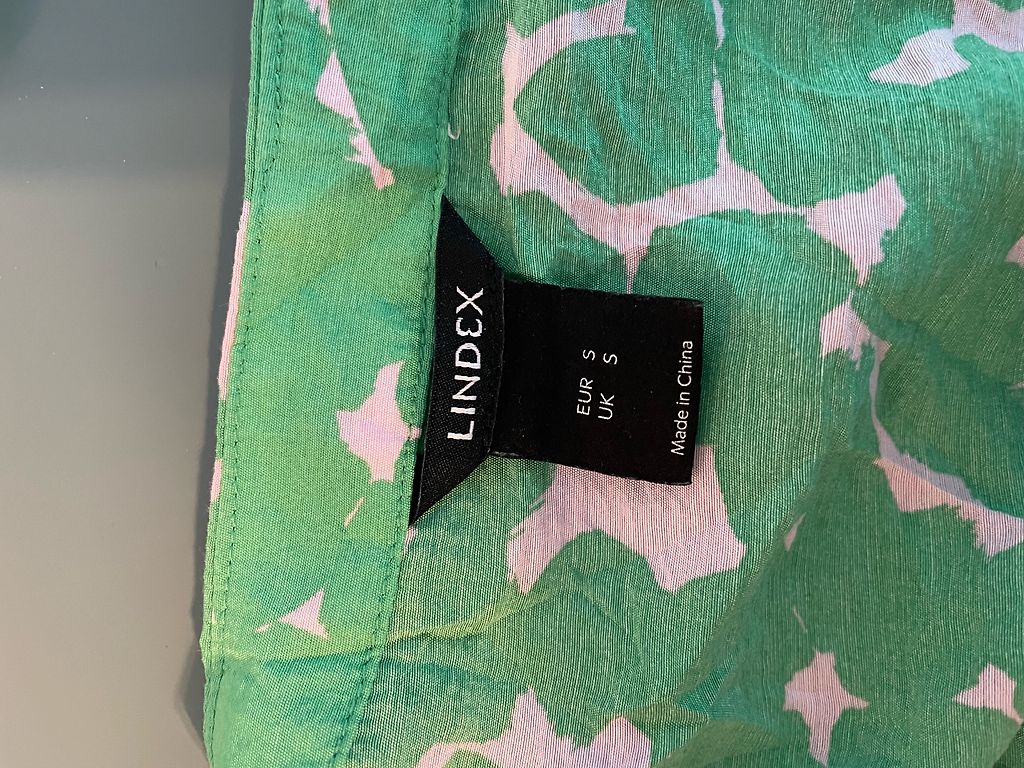 LINDEX
EUR S
UK S
Made in China